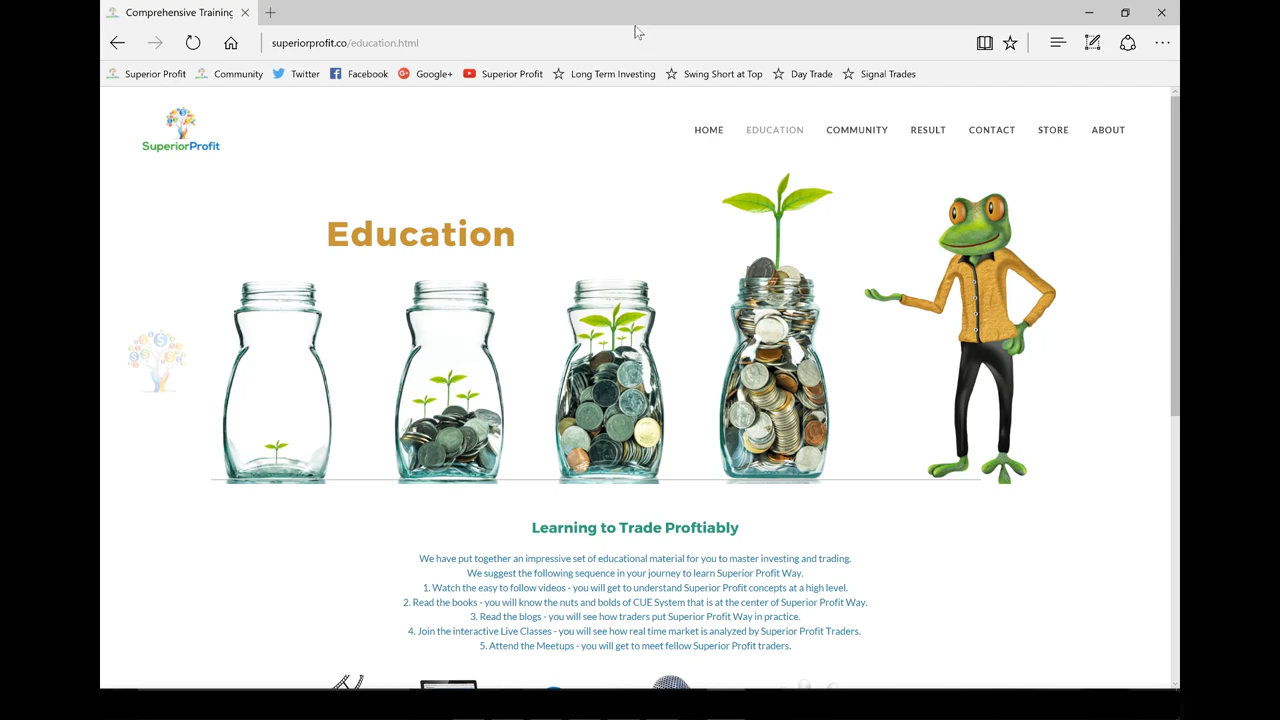 Comprehensive Training
superiorprofit.co/education.html
Superior Profit Community Twitter Facebook Google+ Superior Profit Long Term Investing Swing Short at Top Day Trade Signal Trades
SuperiorProfit
HOME EDUCATION COMMUNITY RESULT CONTACT STORE ABOUT
Education
Learning to Trade Proftiably
We have put together an impressive set of educational material for you to master investing and trading.
We suggest the following sequence in your journey to learn Superior Profit Way.
1. Watch the easy to follow videos - you will get to understand Superior Profit concepts at a high level.
2. Read the books - you will know the nuts and bolds of CUE System that is at the center of Superior Profit Way.
3. Read the blogs - you will see how traders put Superior Profit Way in practice.
4. Join the interactive Live Classes - you will see how real time market is analyzed by Superior Profit Traders.
5. Attend the Meetups - you will get to meet fellow Superior Profit traders.